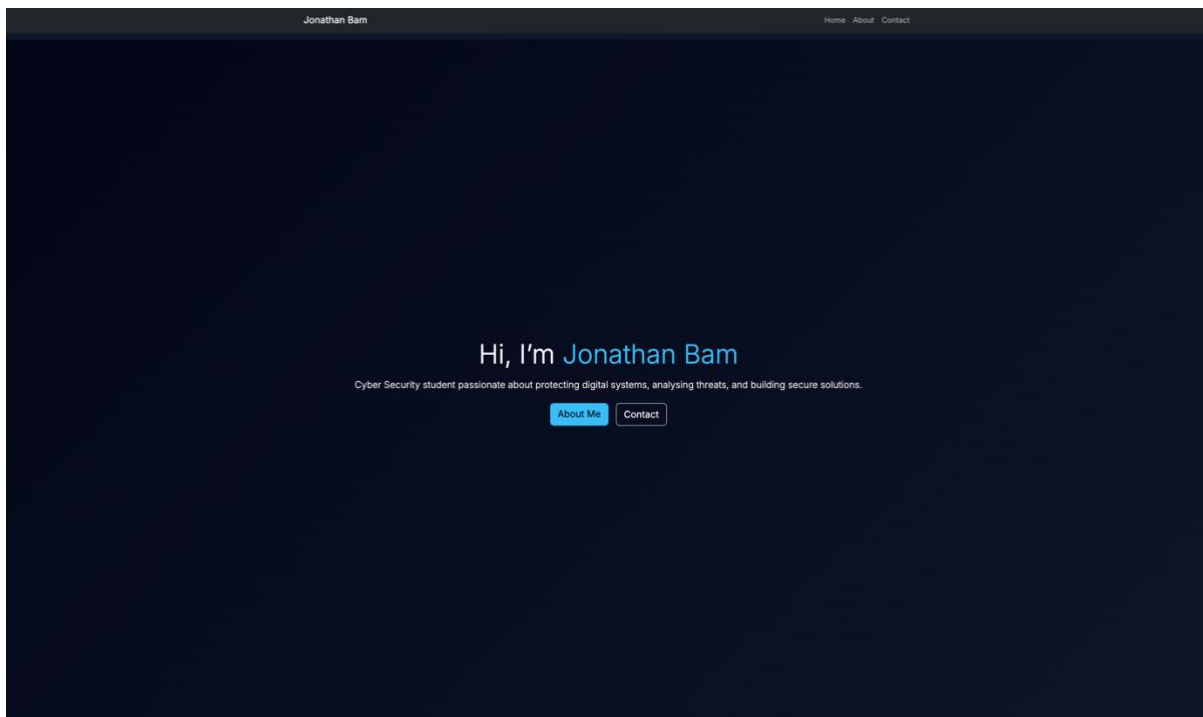 Jonathan Bam
Home About Contact
Hi, I’m Jonathan Bam
Cyber Security student passionate about protecting digital systems, analysing threats, and building secure solutions.
About Me
Contact